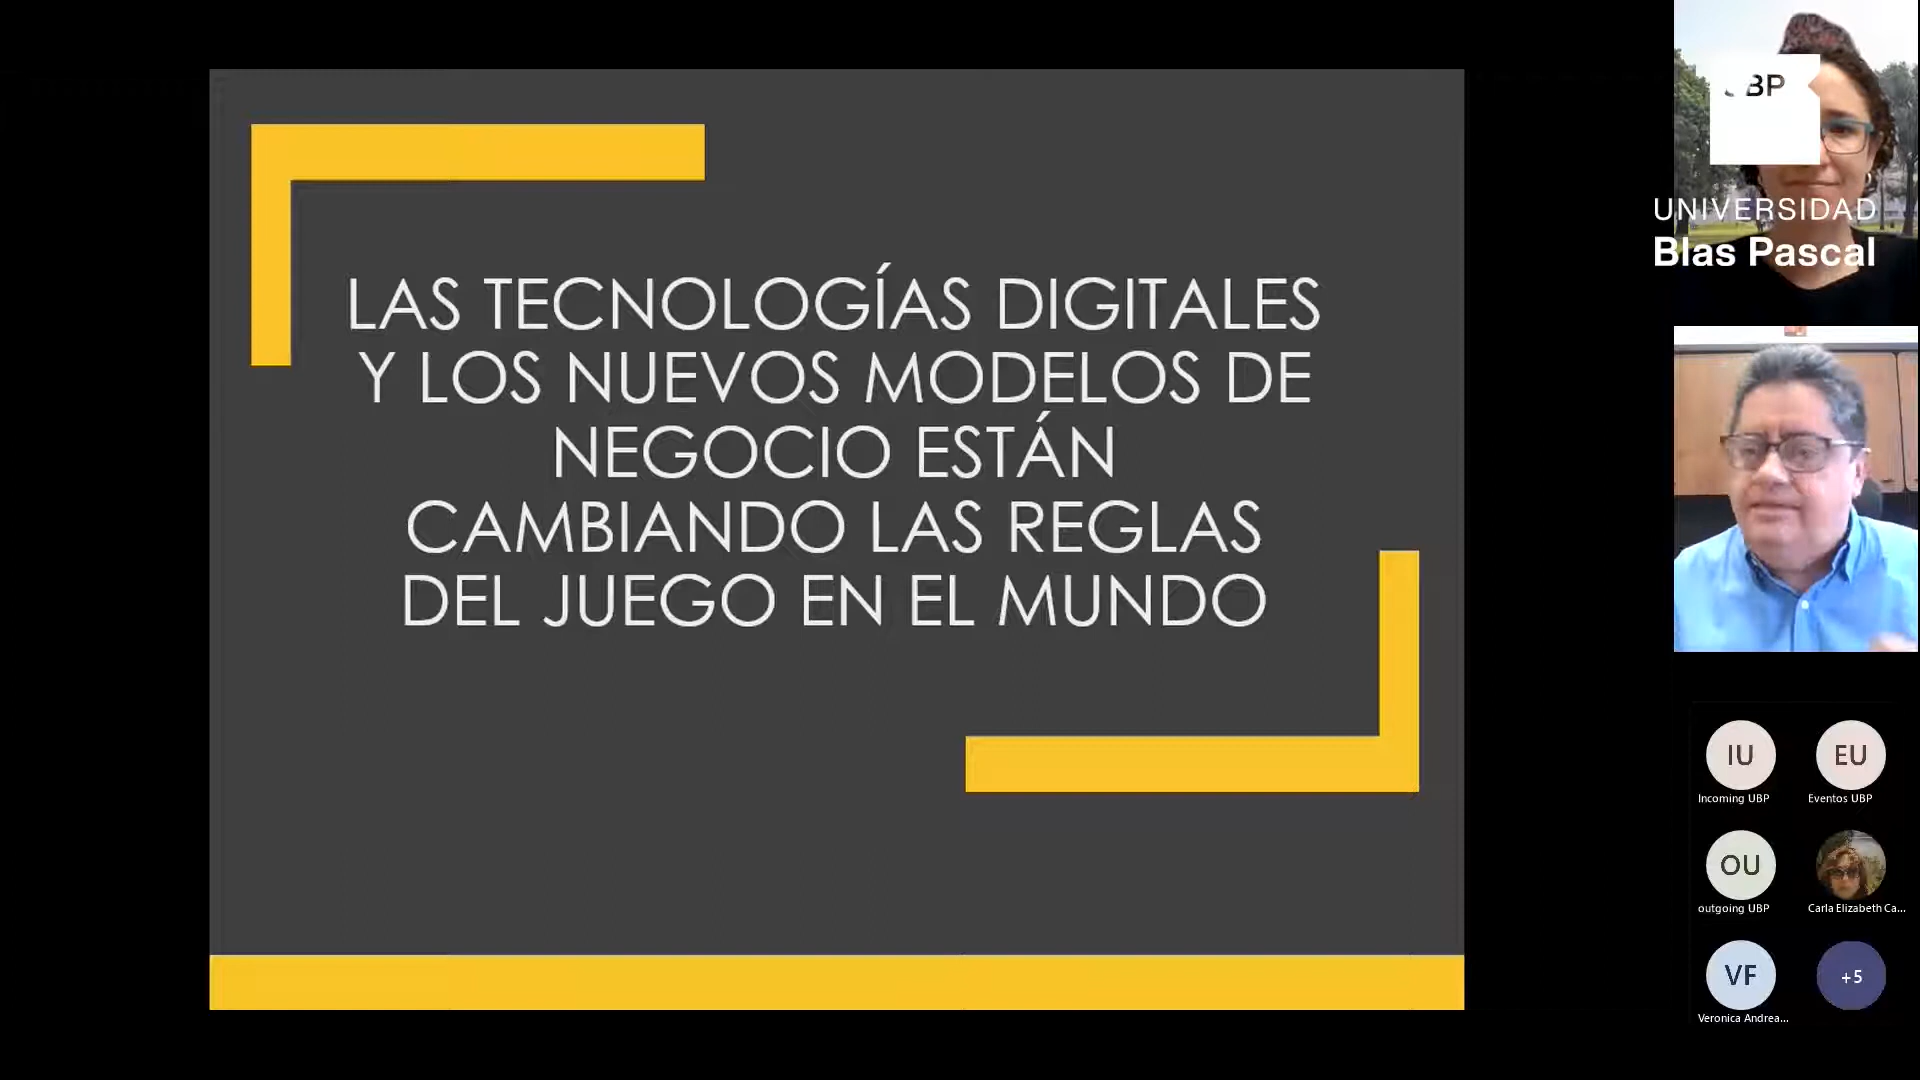 LAS TECNOLOGÍAS DIGITALES
Y LOS NUEVOS MODELOS DE
NEGOCIO ESTÁN
CAMBIANDO LAS REGLAS
DEL JUEGO EN EL MUNDO
UBP
UNIVERSIDAD
Blas Pascal
IU
EU
Incoming UBP
Eventos UBP
OU
outgoing UBP
Carla Elizabeth Ca...
VF
+5
Veronica Andrea...